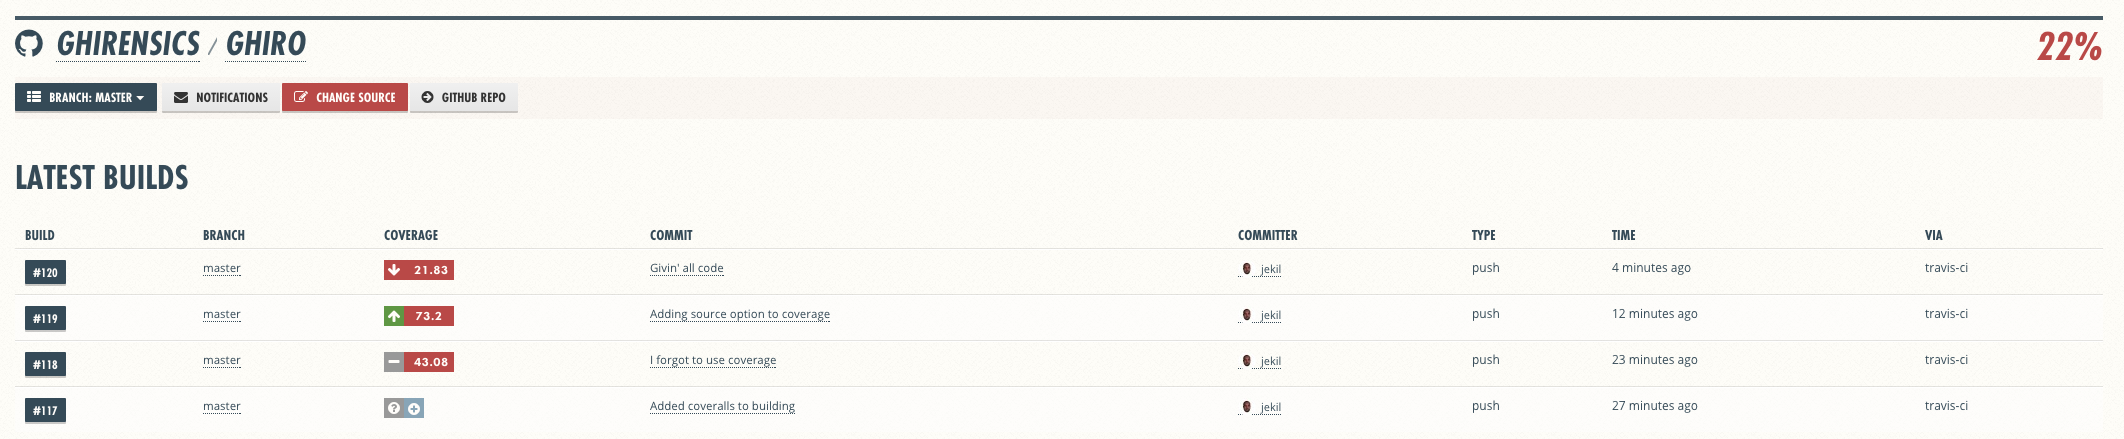 GHIRENSICS / GHIRO 22%
BRANCH: MASTER NOTIFICATIONS CHANGE SOURCE GITHUB REPO
LATEST BUILDS
BUILD BRANCH COVERAGE COMMIT COMMITTER TYPE TIME VIA
#120 master 21.83 Givin' all code jekil push 4 minutes ago travis-ci
#119 master 73.2 Adding source option to coverage jekil push 12 minutes ago travis-ci
#118 master 43.08 I forgot to use coverage jekil push 23 minutes ago travis-ci
#117 master Added coveralls to building jekil push 27 minutes ago travis-ci